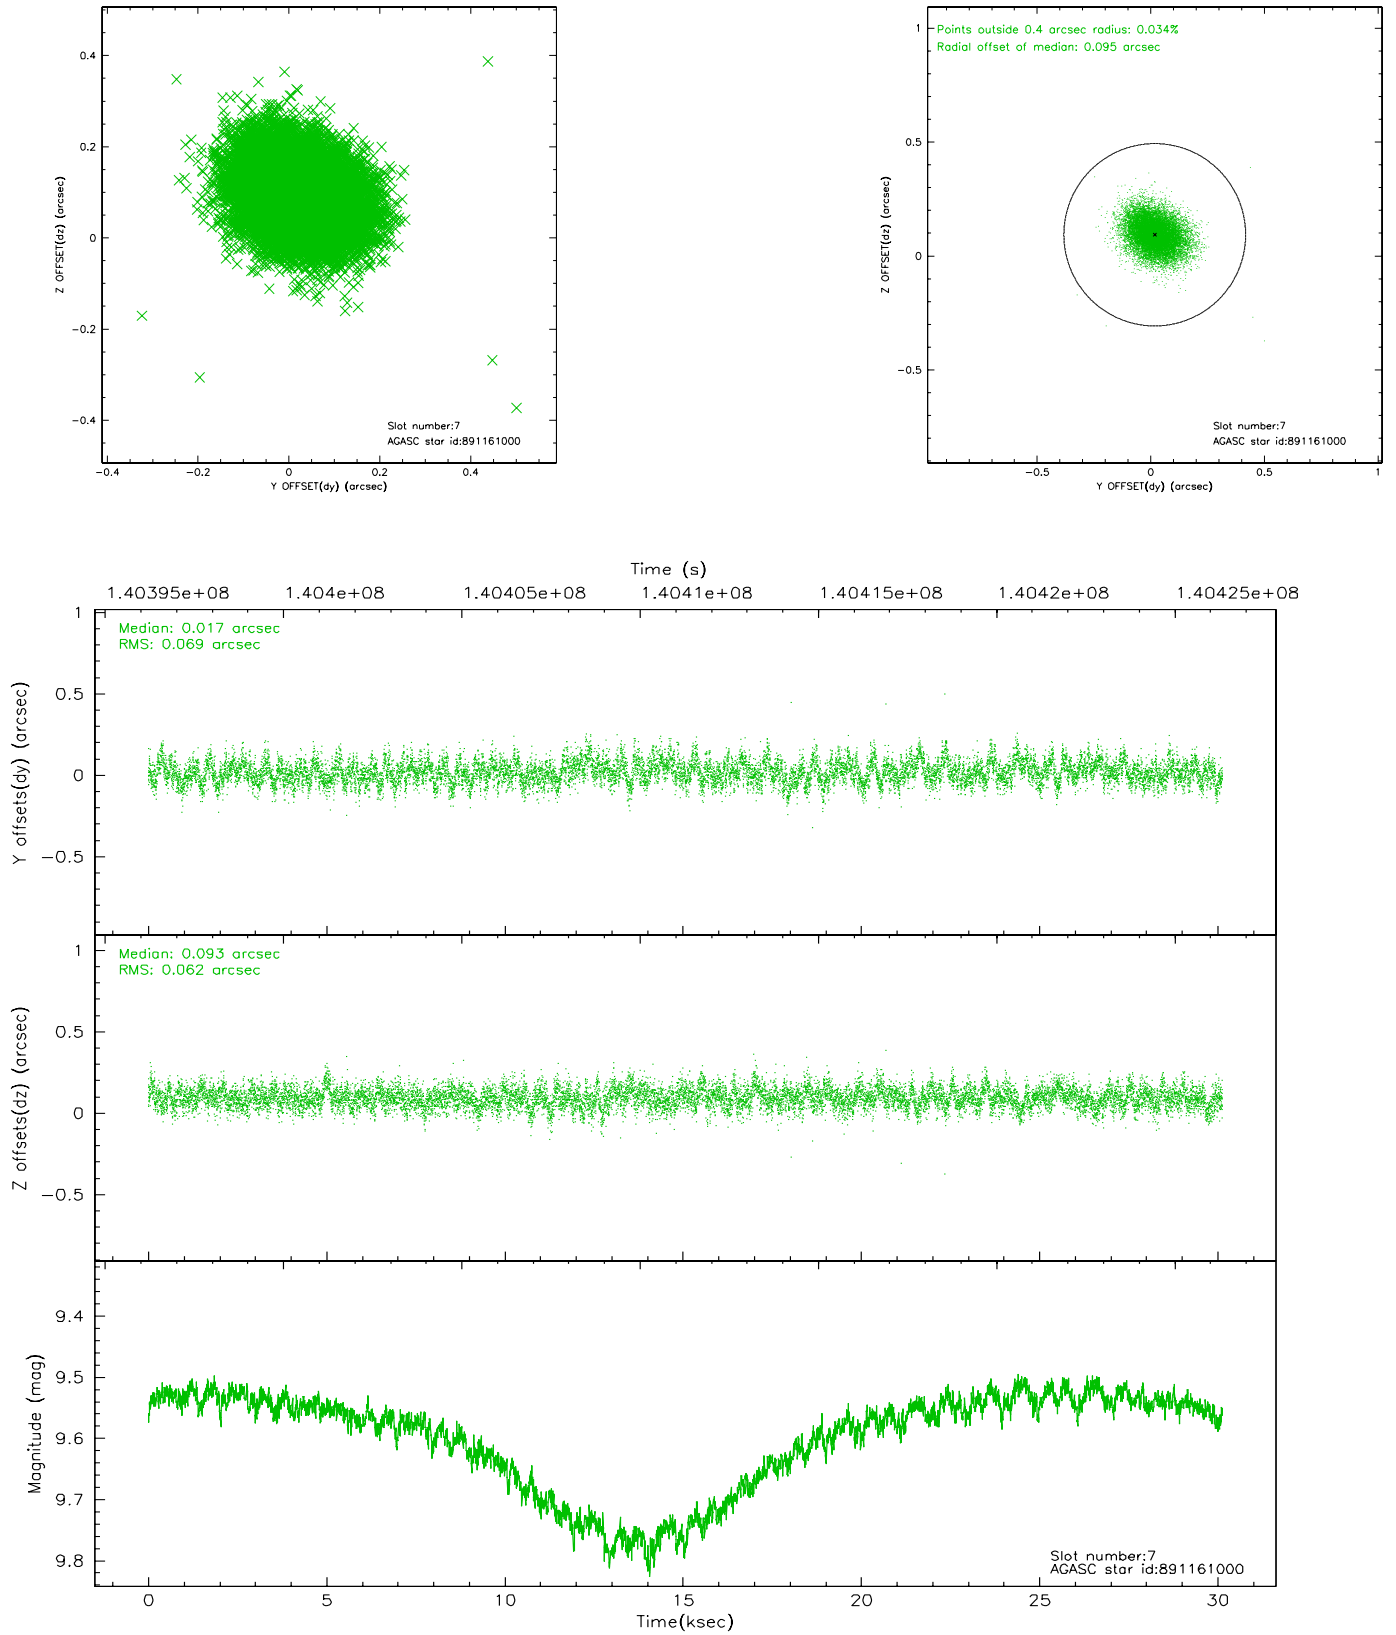 0.4
0.2
0
−0.2
−0.4
Z OFFSET(dz) (arcsec)
Slot number:7
AGASC star id:891161000
−0.4 −0.2 0 0.2 0.4
Y OFFSET(dy) (arcsec)
Points outside 0.4 arcsec radius: 0.034%
Radial offset of median: 0.095 arcsec
1
0.5
0
−0.5
Z OFFSET(dz) (arcsec)
Slot number:7
AGASC star id:891161000
−0.5 0 0.5 1
Y OFFSET(dy) (arcsec)
Time (s)
1.40395e+08 1.404e+08 1.40405e+08 1.4041e+08 1.40415e+08 1.4042e+08 1.40425e+08
Median: 0.017 arcsec
RMS: 0.069 arcsec
1
0.5
0
−0.5
Y offsets(dy) (arcsec)
Median: 0.093 arcsec
RMS: 0.062 arcsec
1
0.5
0
−0.5
Z offsets(dz) (arcsec)
9.4
9.5
9.6
9.7
9.8
Magnitude (mag)
Slot number:7
AGASC star id:891161000
0 5 10 15 20 25 30
Time(ksec)